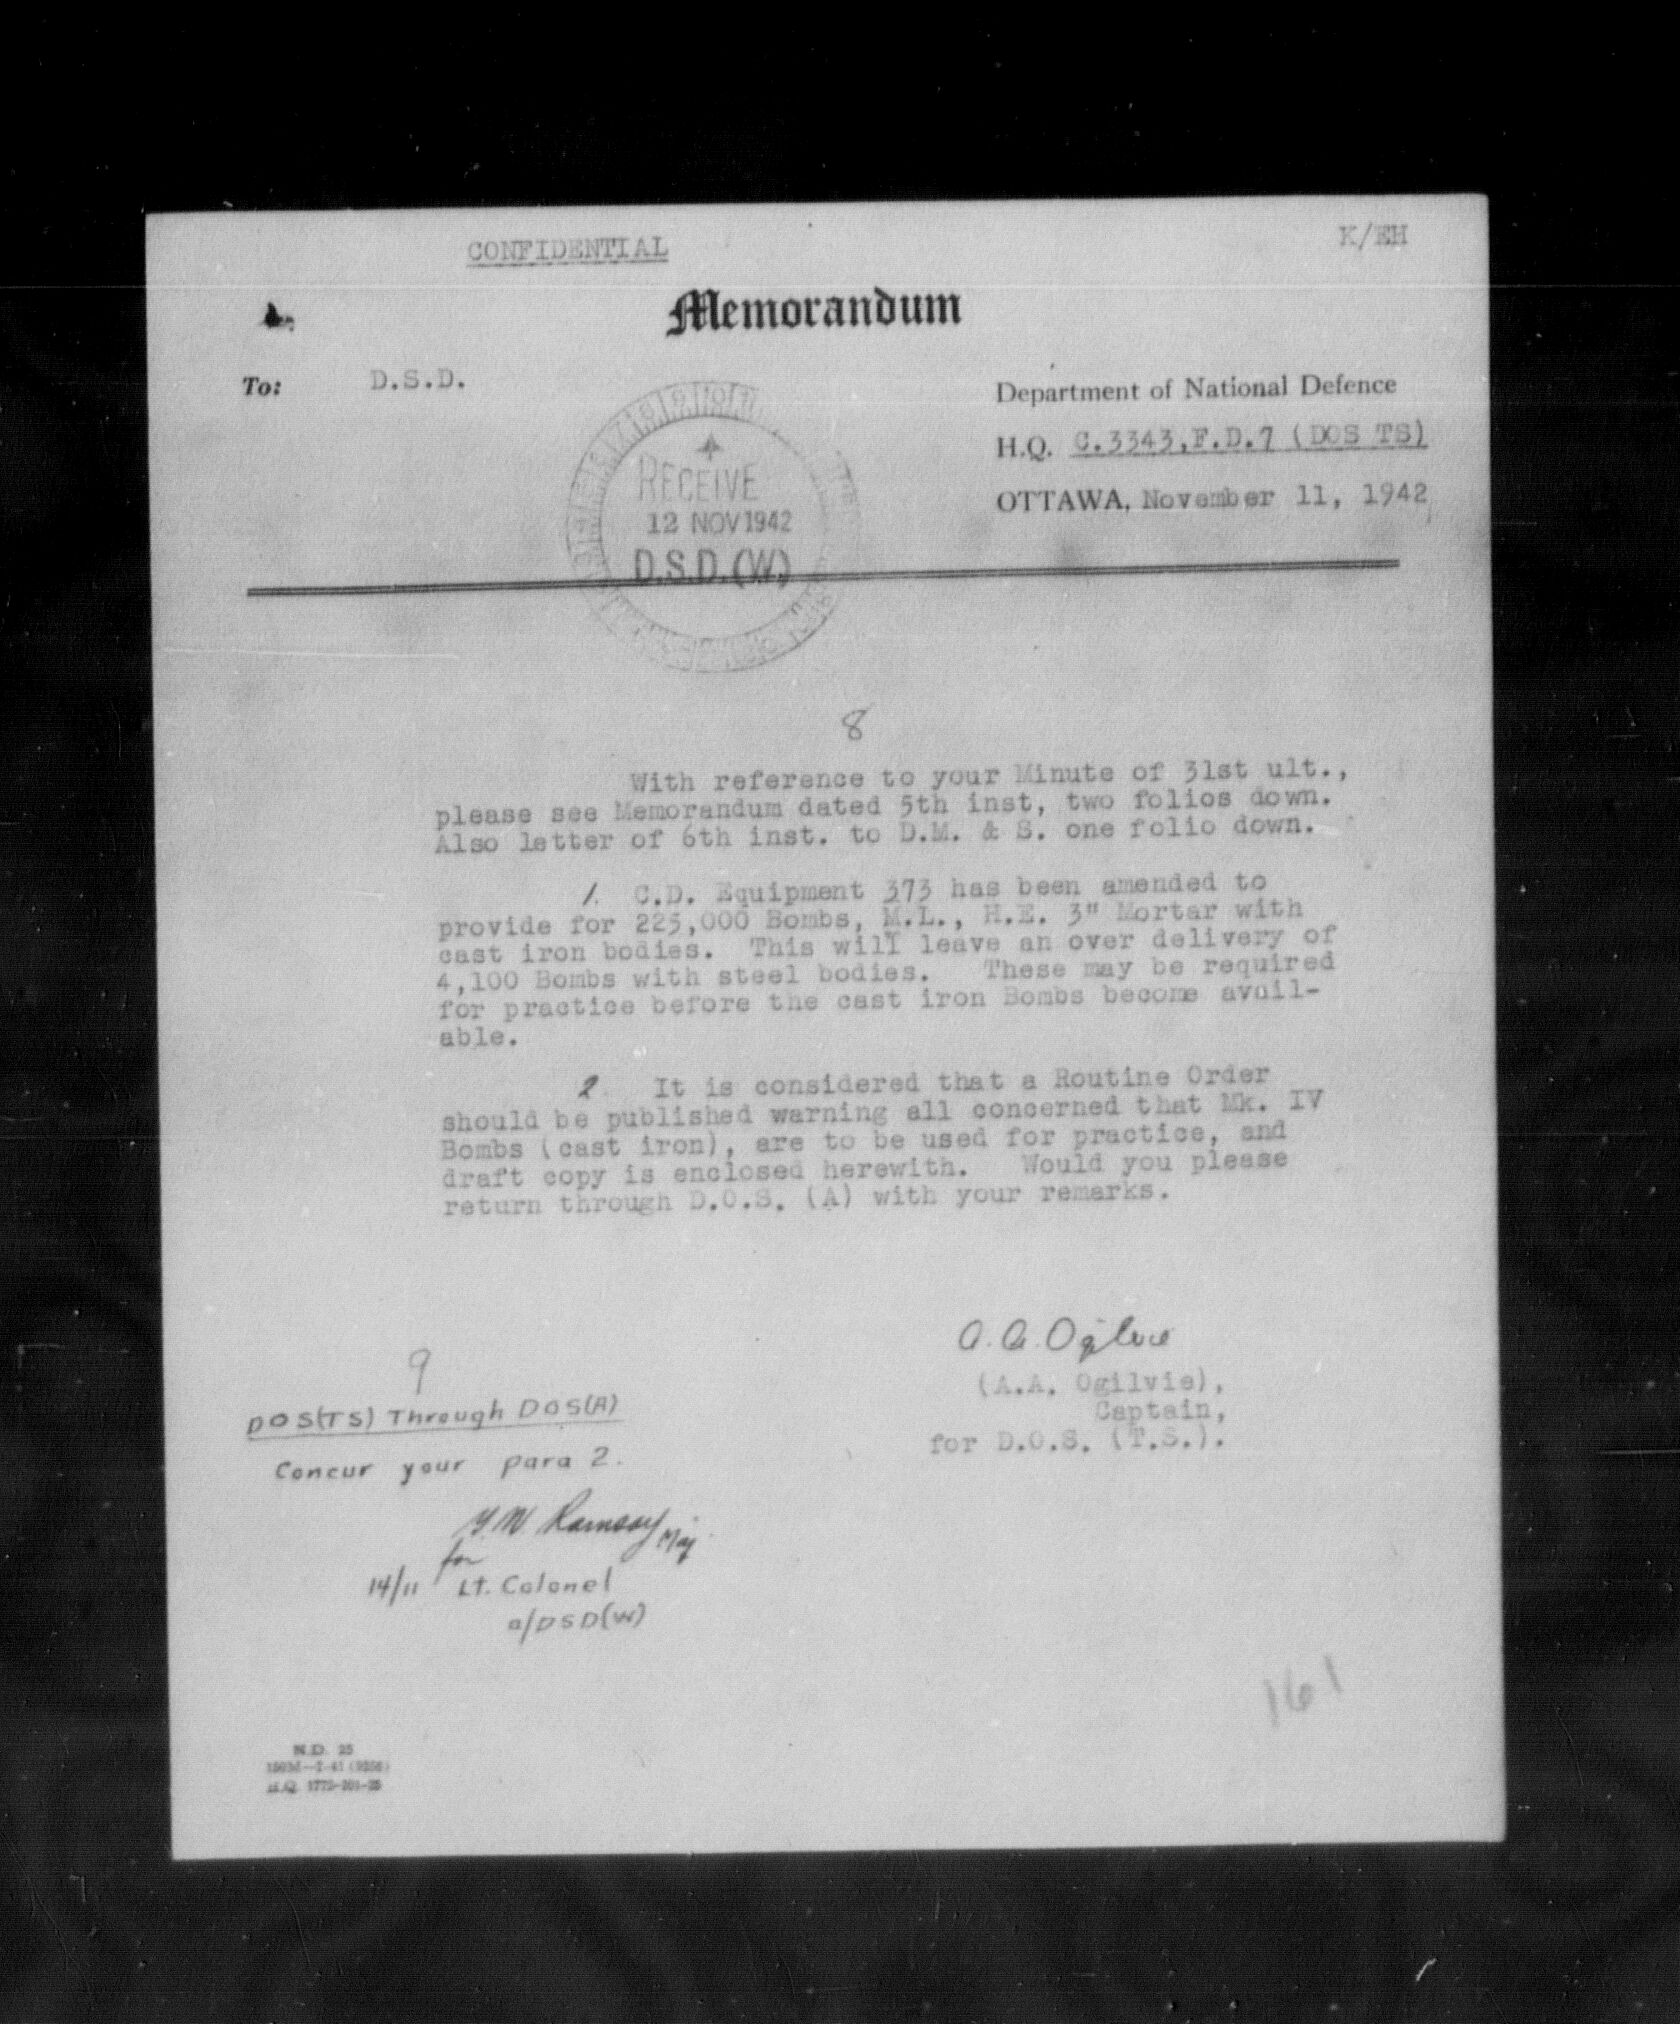 CONFIDENTIAL
K/EH
Memorandum
To: D.S.D.
Department of National Defence
H.Q. C.3343,F.D.7 (DOS TS)
OTTAWA, November 11, 1942
RECEIVE
12 NOV 1942
D.S.D.(W)
8
With reference to your Minute of 31st ult.,
please see Memorandum dated 5th inst, two folios down.
Also letter of 6th inst. to D.M. & S. one folio down.
1. C.D. Equipment 373 has been amended to
provide for 225,000 Bombs, M.L., H.E. 3" Mortar with
cast iron bodies. This will leave an over delivery of
4,100 Bombs with steel bodies. These may be required
for practice before the cast iron Bombs become avail-
able.
2. It is considered that a Routine Order
should be published warning all concerned that Mk. IV
Bombs (cast iron), are to be used for practice, and
draft copy is enclosed herewith. Would you please
return through D.O.S. (A) with your remarks.
A. A. Ogilvie
(A.A. Ogilvie),
Captain,
for D.O.S. (T.S.).
9
DOS(TS) Through DOS(A)
Concur your para 2.
Ramsay Maj
for
14/11 Lt. Colonel
a/DSD(W)
161
N.D. 25
H.Q. 1772-